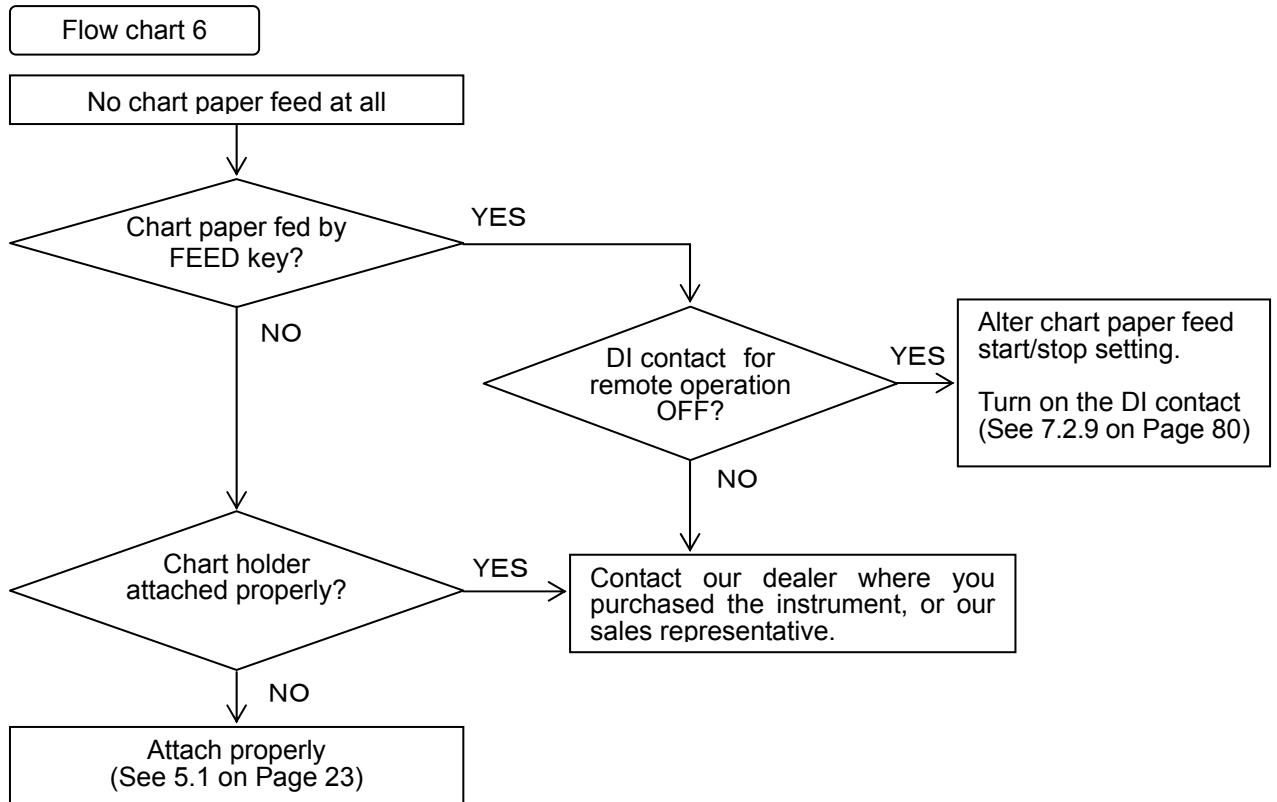 Flow chart 6
No chart paper feed at all
Chart paper fed by
FEED key?
YES
NO
DI contact for
remote operation
OFF?
YES
NO
Alter chart paper feed
start/stop setting.
Turn on the DI contact
(See 7.2.9 on Page 80)
Chart holder
attached properly?
YES
NO
Contact our dealer where you
purchased the instrument, or our
sales representative.
Attach properly
(See 5.1 on Page 23)